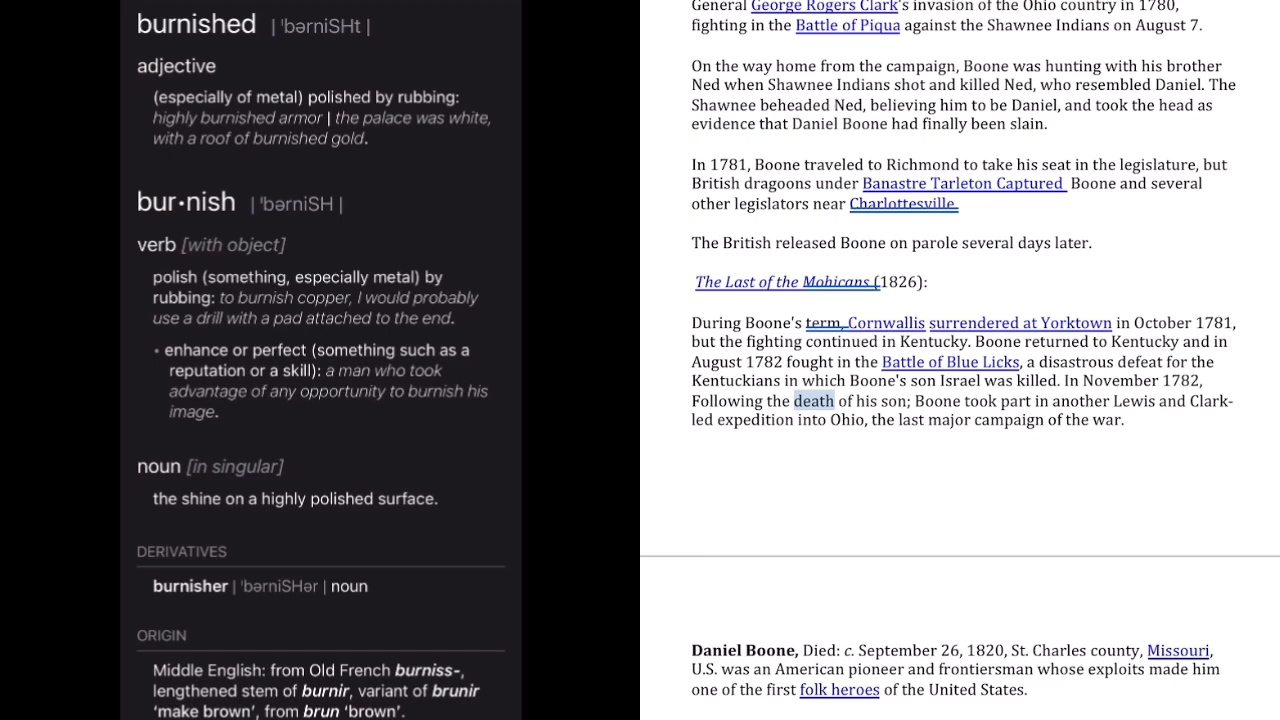 burnished | ˈbərniSHt |
adjective
(especially of metal) polished by rubbing:
highly burnished armor | the palace was white,
with a roof of burnished gold.
bur•nish | ˈbərniSH |
verb [with object]
polish (something, especially metal) by
rubbing: to burnish copper, I would probably
use a drill with a pad attached to the end.
• enhance or perfect (something such as a
reputation or a skill): a man who took
advantage of any opportunity to burnish his
image.
noun [in singular]
the shine on a highly polished surface.
DERIVATIVES
burnisher | ˈbərniSHər | noun
ORIGIN
Middle English: from Old French burniss-,
lengthened stem of burnir, variant of brunir
‘make brown’, from brun ‘brown’.
General George Rogers Clark's invasion of the Ohio country in 1780,
fighting in the Battle of Piqua against the Shawnee Indians on August 7.
On the way home from the campaign, Boone was hunting with his brother
Ned when Shawnee Indians shot and killed Ned, who resembled Daniel. The
Shawnee beheaded Ned, believing him to be Daniel, and took the head as
evidence that Daniel Boone had finally been slain.
In 1781, Boone traveled to Richmond to take his seat in the legislature, but
British dragoons under Banastre Tarleton Captured Boone and several
other legislators near Charlottesville.
The British released Boone on parole several days later.
The Last of the Mohicans (1826):
During Boone's term, Cornwallis surrendered at Yorktown in October 1781,
but the fighting continued in Kentucky. Boone returned to Kentucky and in
August 1782 fought in the Battle of Blue Licks, a disastrous defeat for the
Kentuckians in which Boone's son Israel was killed. In November 1782,
Following the death of his son; Boone took part in another Lewis and Clark-
led expedition into Ohio, the last major campaign of the war.
Daniel Boone, Died: c. September 26, 1820, St. Charles county, Missouri,
U.S. was an American pioneer and frontiersman whose exploits made him
one of the first folk heroes of the United States.